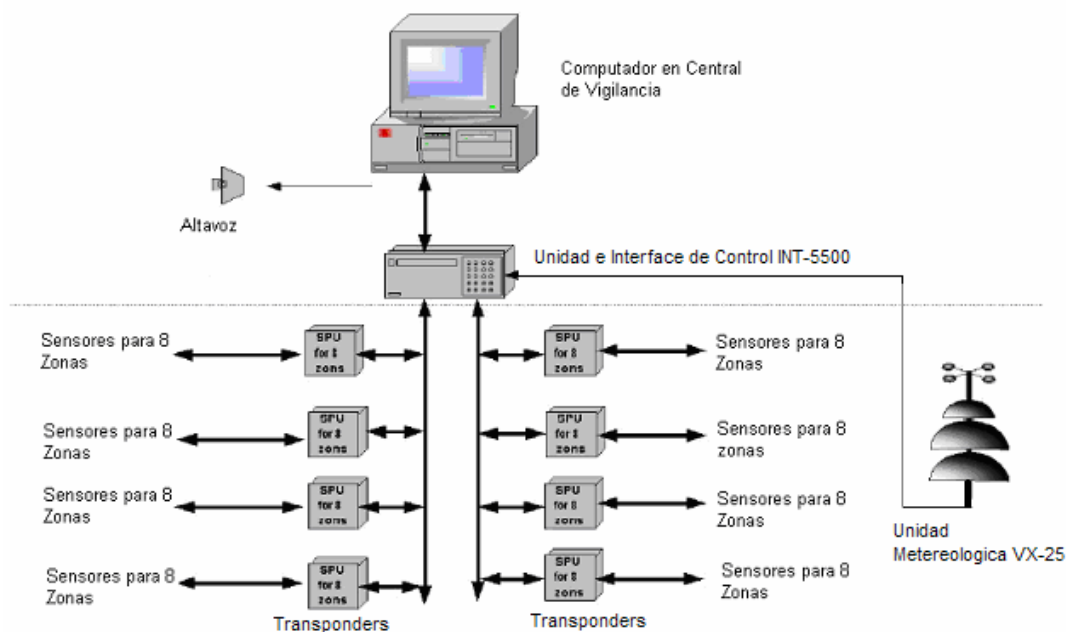 Computador en Central
de Vigilancia
Altavoz
Unidad e Interface de Control INT-5500
Sensores para 8
Zonas
SPU
for 8
zons
SPU
for 8
zons
Sensores para 8
Zonas
Sensores para 8
Zonas
SPU
for 8
zons
SPU
for 8
zons
Sensores para 8
zonas
Sensores para 8
Zonas
SPU
for 8
zons
SPU
for 8
zons
Sensores para 8
Zonas
Sensores para 8
Zonas
SPU
for 8
zons
SPU
for 8
zons
Sensores para 8
Zonas
Transponders
Transponders
Unidad
Metereologica VX-25